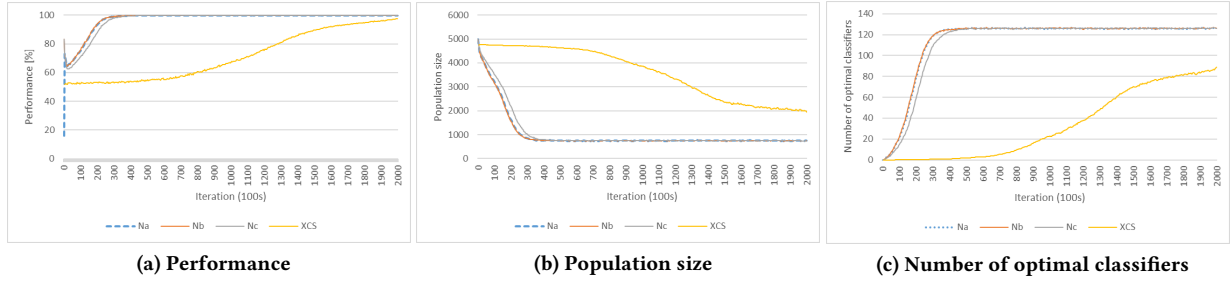 100
80
60
40
20
0
Performance [%]
0 100 200 300 400 500 600 700 800 900 1000 1100 1200 1300 1400 1500 1600 1700 1800 1900 2000
Iteration (100s)
Na Nb Nc XCS
(a) Performance
6000
5000
4000
3000
2000
1000
0
Population size
0 100 200 300 400 500 600 700 800 900 1000 1100 1200 1300 1400 1500 1600 1700 1800 1900 2000
Iteration (100s)
Na Nb Nc XCS
(b) Population size
140
120
100
80
60
40
20
0
Number of optimal classifiers
0 100 200 300 400 500 600 700 800 900 1000 1100 1200 1300 1400 1500 1600 1700 1800 1900 2000
Iteration (100s)
Na Nb Nc XCS
(c) Number of optimal classifiers